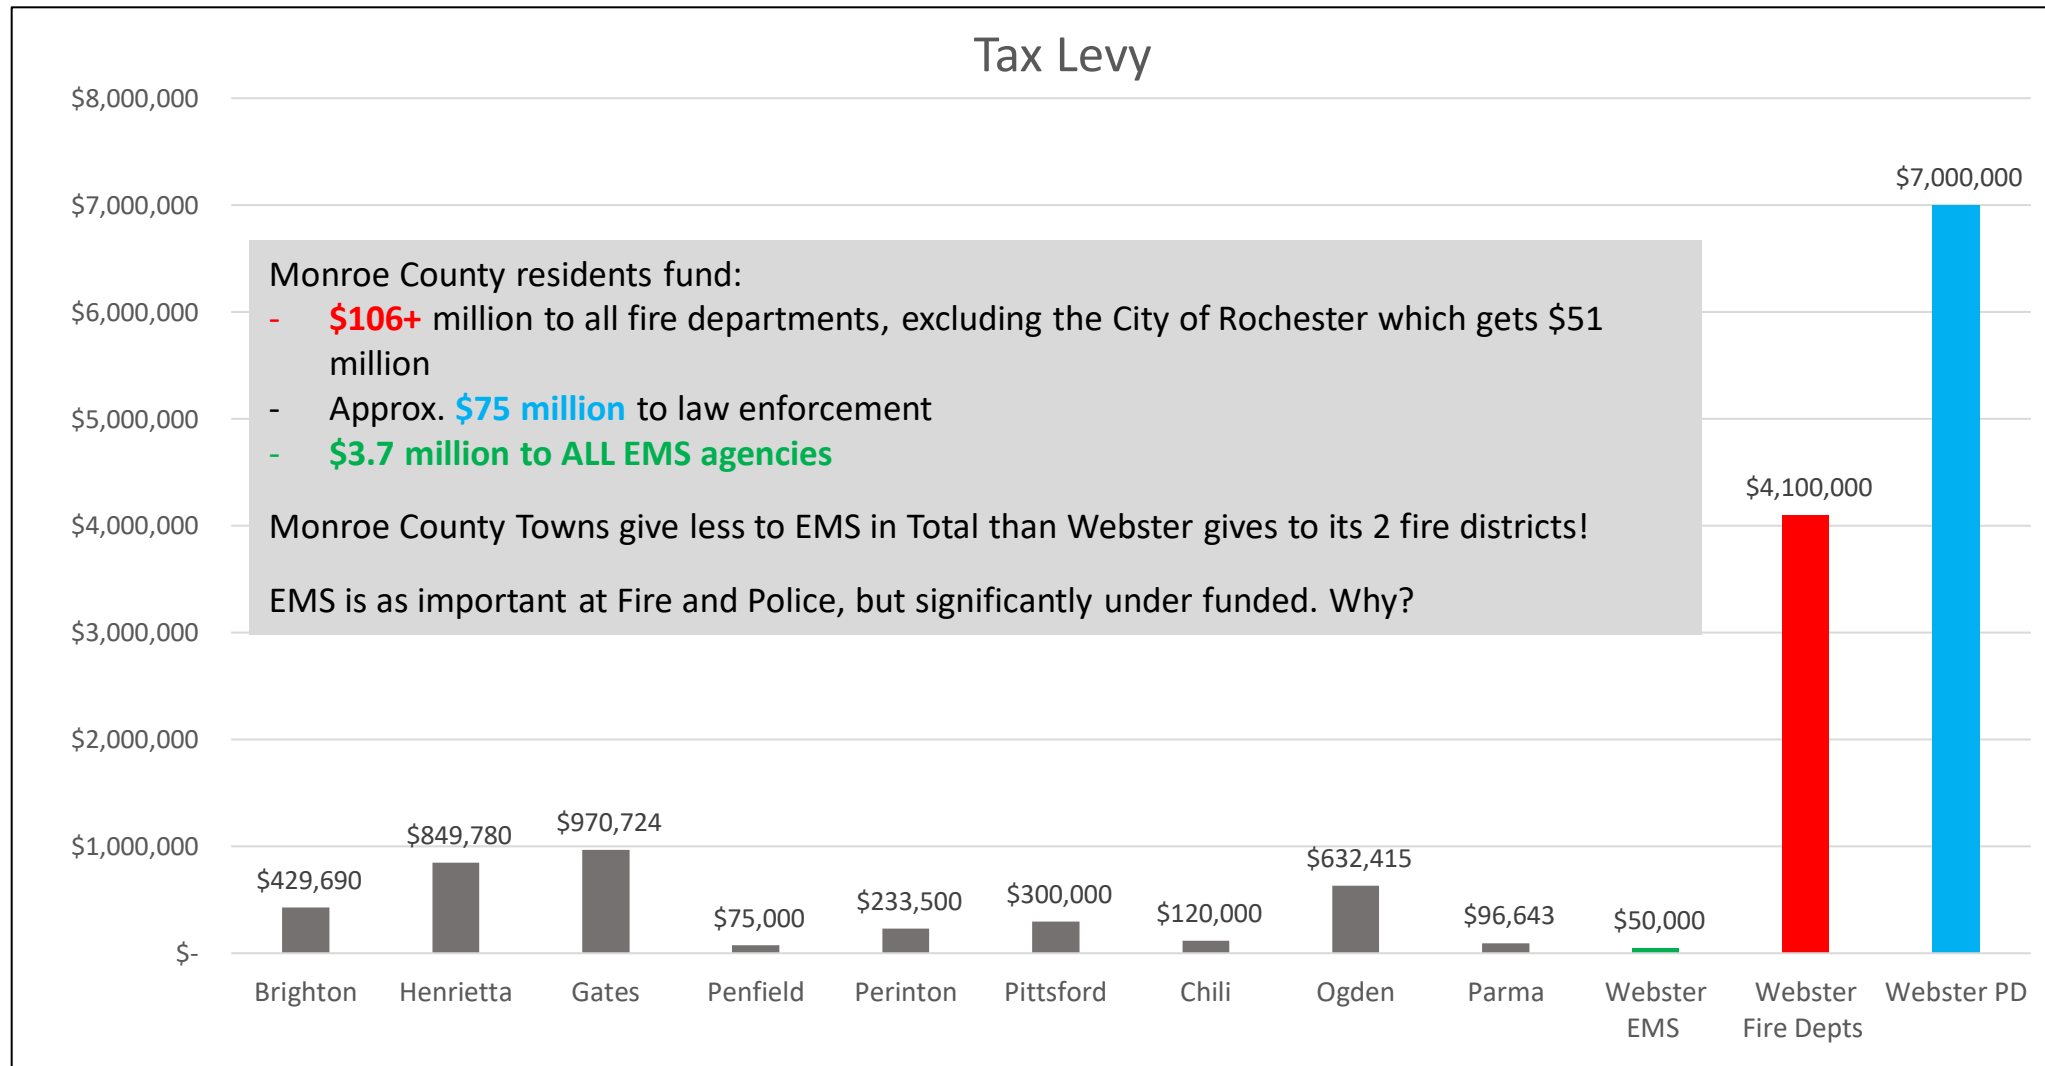 Tax Levy
$8,000,000
$7,000,000
$6,000,000
$5,000,000
$4,000,000
$3,000,000
$2,000,000
$1,000,000
$-
Monroe County residents fund:
- $106+ million to all fire departments, excluding the City of Rochester which gets $51
million
- Approx. $75 million to law enforcement
- $3.7 million to ALL EMS agencies
Monroe County Towns give less to EMS in Total than Webster gives to its 2 fire districts!
EMS is as important at Fire and Police, but significantly under funded. Why?
$429,690
$849,780
$970,724
$75,000
$233,500
$300,000
$120,000
$632,415
$96,643
$50,000
$4,100,000
$7,000,000
Brighton
Henrietta
Gates
Penfield
Perinton
Pittsford
Chili
Ogden
Parma
Webster
EMS
Webster
Fire Depts
Webster PD